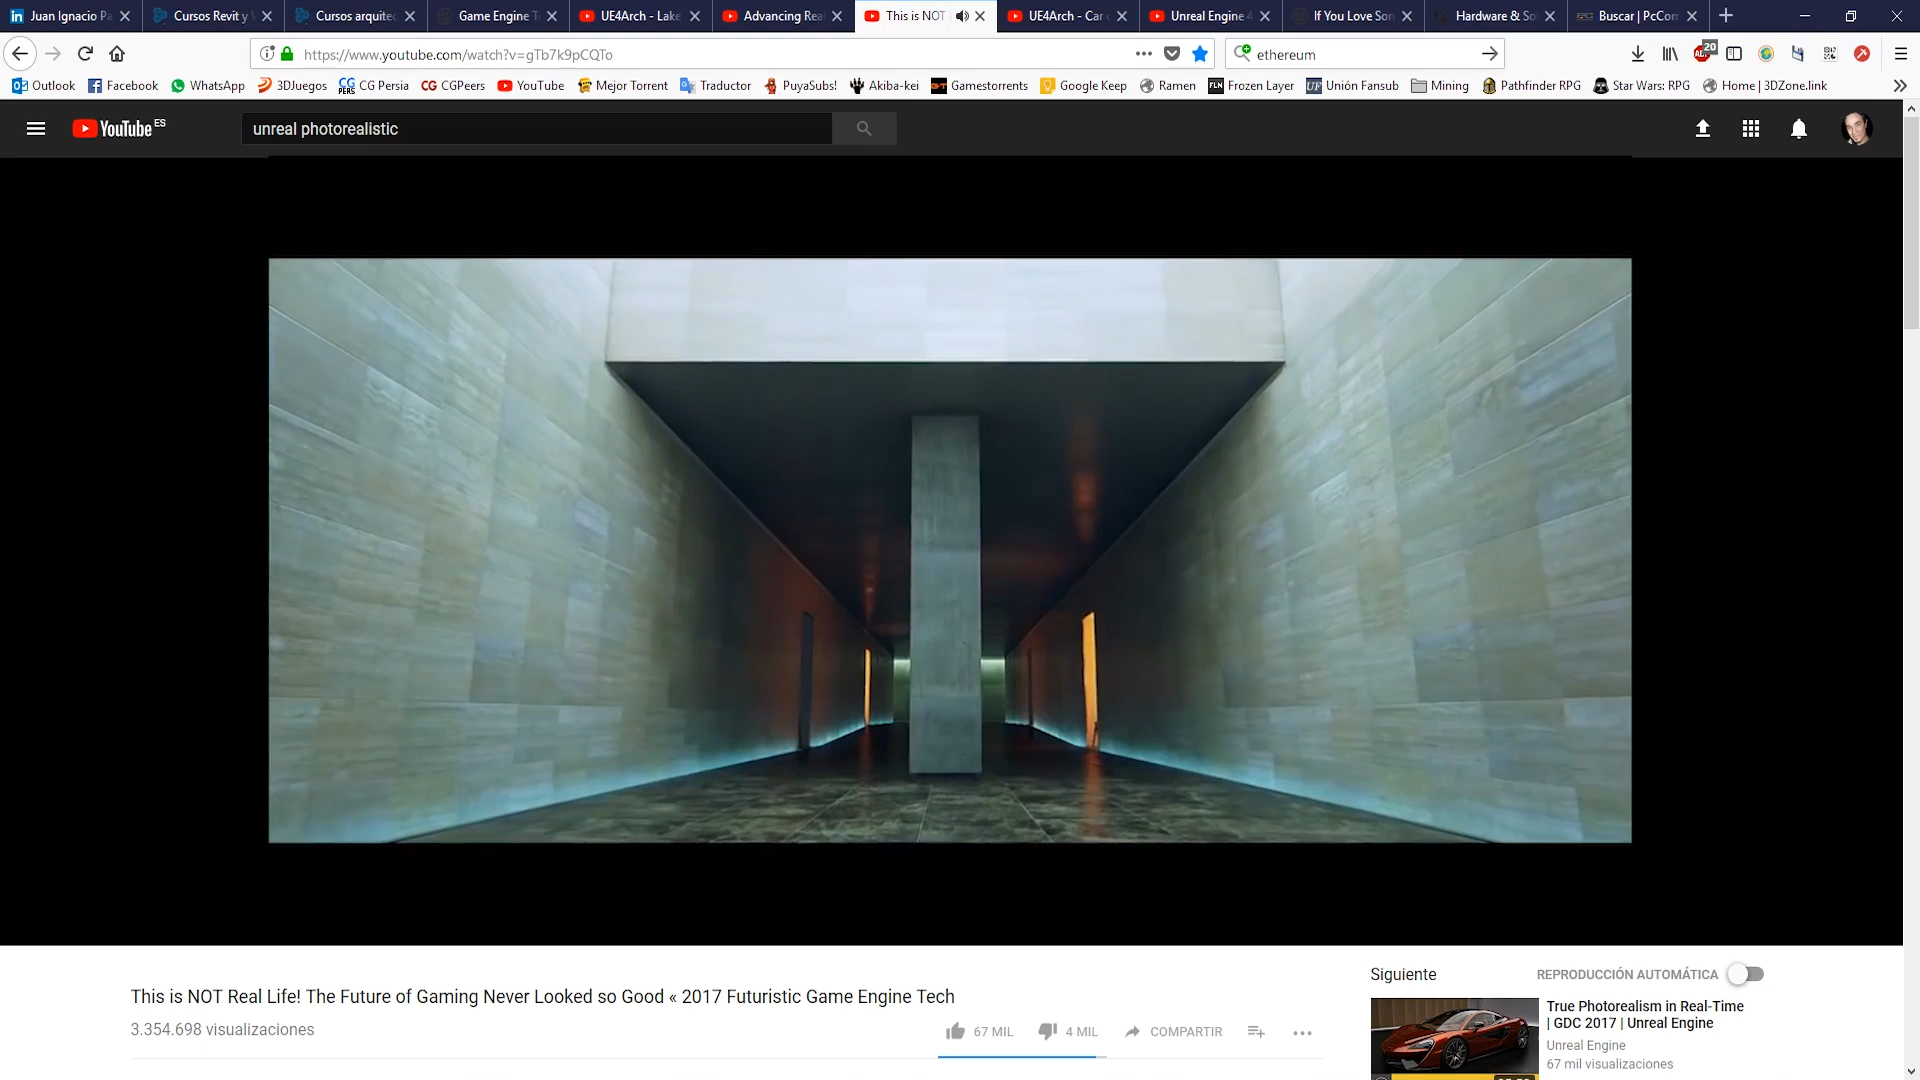 Juan Ignacio Pa
Cursos Revit y
Cursos arquitec
Game Engine T
UE4Arch - Lake
Advancing Rea
This is NOT
UE4Arch - Car
Unreal Engine 4
If You Love Son
Hardware & So
Buscar | PcCom
https://www.youtube.com/watch?v=gTb7k9pCQTo
ethereum
20
Outlook
Facebook
WhatsApp
3DJuegos
CG Persia
CGPeers
YouTube
Mejor Torrent
Traductor
PuyaSubs!
Akiba-kei
Gamestorrents
Google Keep
Ramen
Frozen Layer
Unión Fansub
Mining
Pathfinder RPG
Star Wars: RPG
Home | 3DZone.link
YouTube ES
unreal photorealistic
This is NOT Real Life! The Future of Gaming Never Looked so Good « 2017 Futuristic Game Engine Tech
3.354.698 visualizaciones
67 MIL
4 MIL
COMPARTIR
Siguiente
REPRODUCCIÓN AUTOMÁTICA
True Photorealism in Real-Time
| GDC 2017 | Unreal Engine
Unreal Engine
67 mil visualizaciones